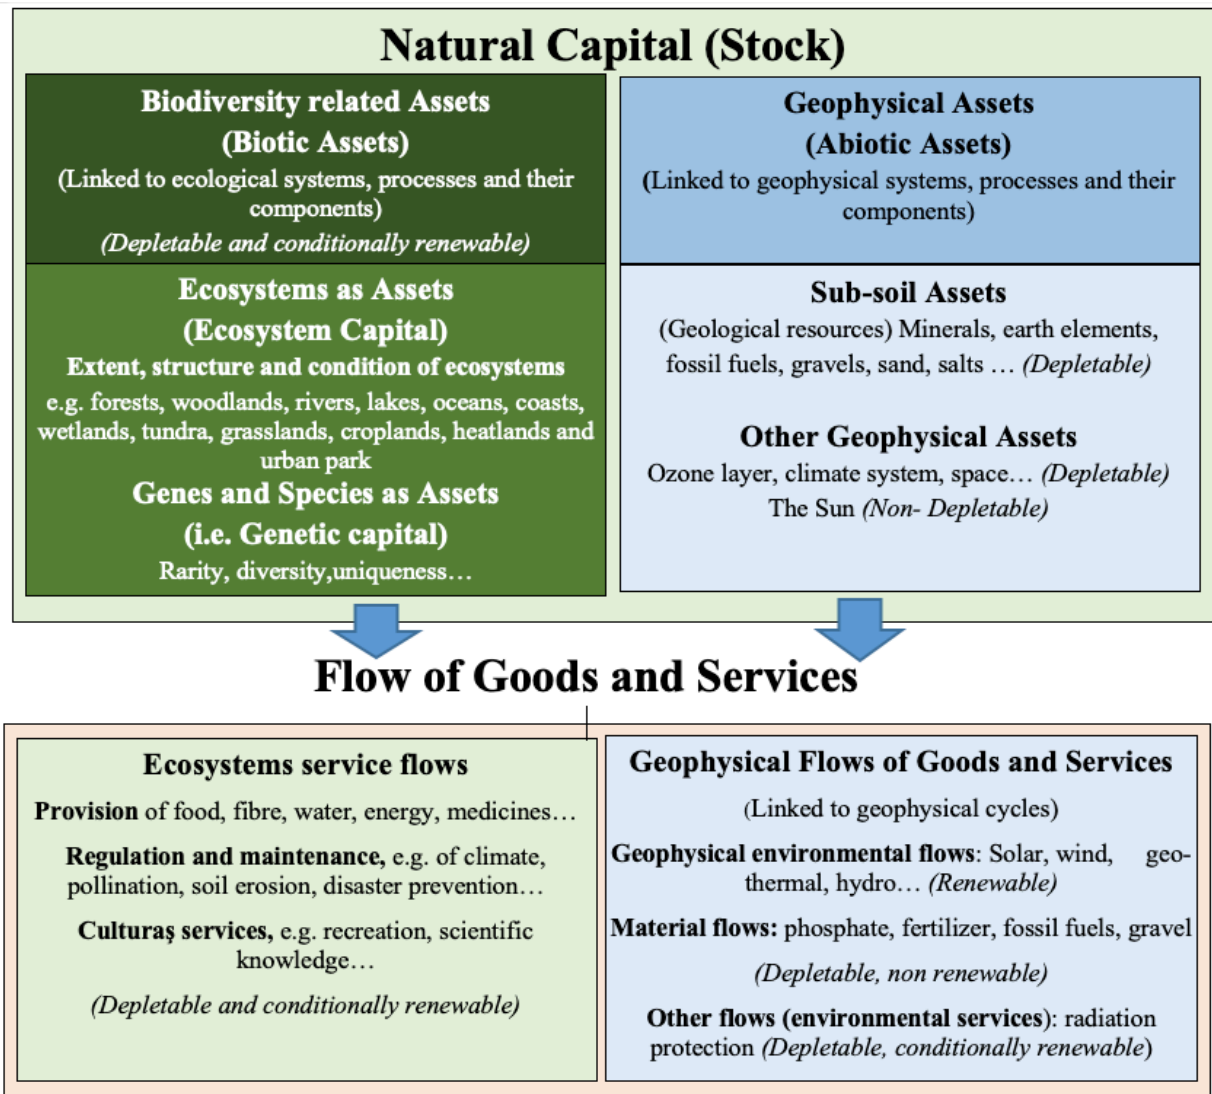 Natural Capital (Stock)
Biodiversity related Assets
(Biotic Assets)
(Linked to ecological systems, processes and their
components)
(Depletable and conditionally renewable)
Ecosystems as Assets
(Ecosystem Capital)
Extent, structure and condition of ecosystems
e.g. forests, woodlands, rivers, lakes, oceans, coasts,
wetlands, tundra, grasslands, croplands, heatlands and
urban park
Genes and Species as Assets
(i.e. Genetic capital)
Rarity, diversity,uniqueness…
Geophysical Assets
(Abiotic Assets)
(Linked to geophysical systems, processes and their
components)
Sub-soil Assets
(Geological resources) Minerals, earth elements,
fossil fuels, gravels, sand, salts … (Depletable)
Other Geophysical Assets
Ozone layer, climate system, space… (Depletable)
The Sun (Non- Depletable)
Flow of Goods and Services
Ecosystems service flows
Provision of food, fibre, water, energy, medicines…
Regulation and maintenance, e.g. of climate,
pollination, soil erosion, disaster prevention…
Culturaş services, e.g. recreation, scientific
knowledge…
(Depletable and conditionally renewable)
Geophysical Flows of Goods and Services
(Linked to geophysical cycles)
Geophysical environmental flows: Solar, wind, geo-
thermal, hydro… (Renewable)
Material flows: phosphate, fertilizer, fossil fuels, gravel
(Depletable, non renewable)
Other flows (environmental services): radiation
protection (Depletable, conditionally renewable)